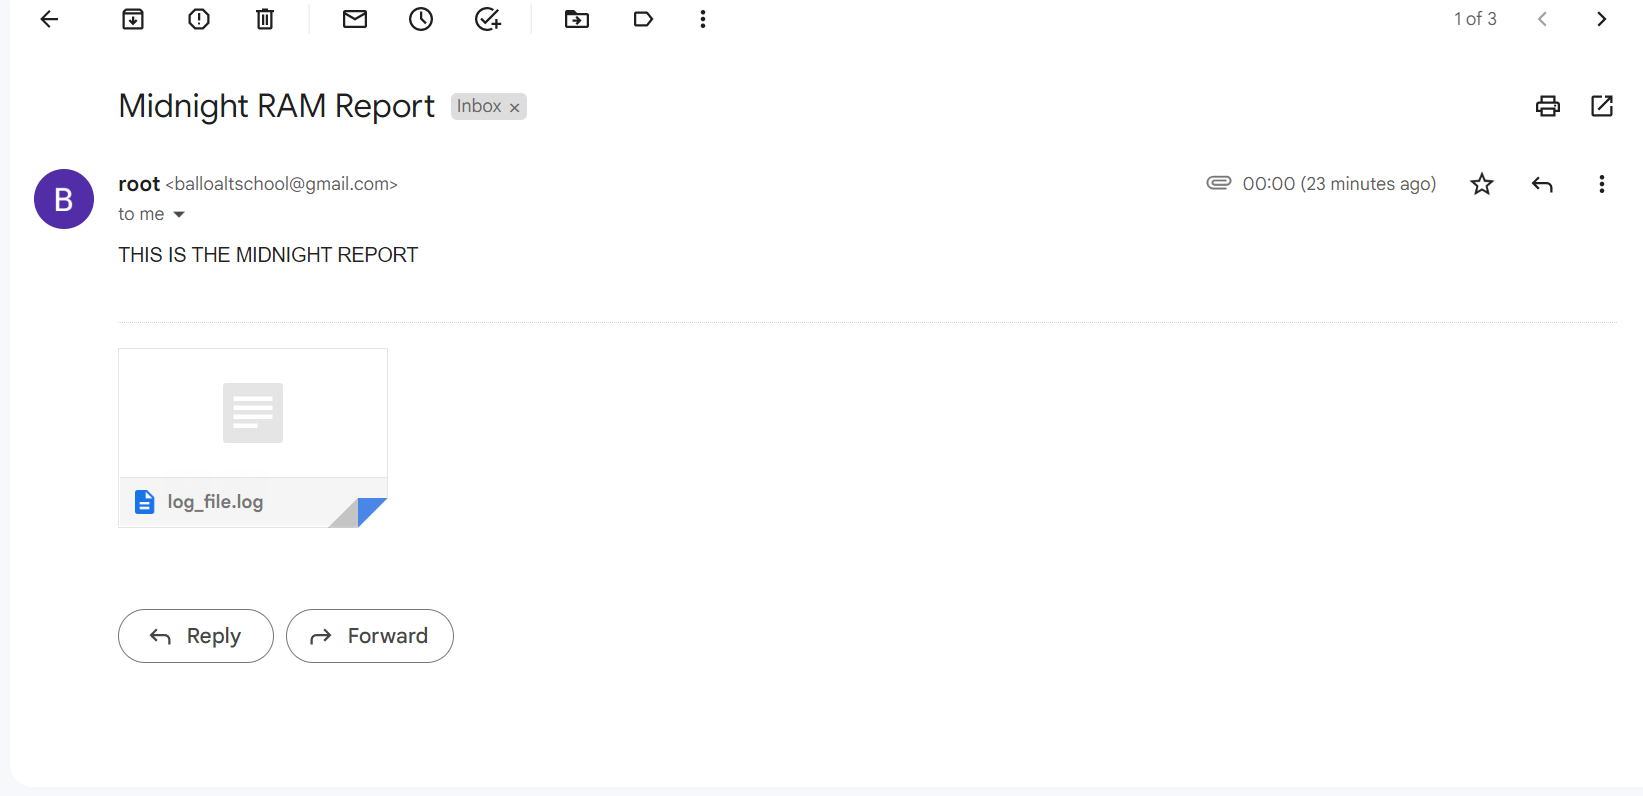 1 of 3
Midnight RAM Report Inbox ×
root <balloaltschool@gmail.com> 00:00 (23 minutes ago)
B
to me
THIS IS THE MIDNIGHT REPORT
log_file.log
Reply Forward